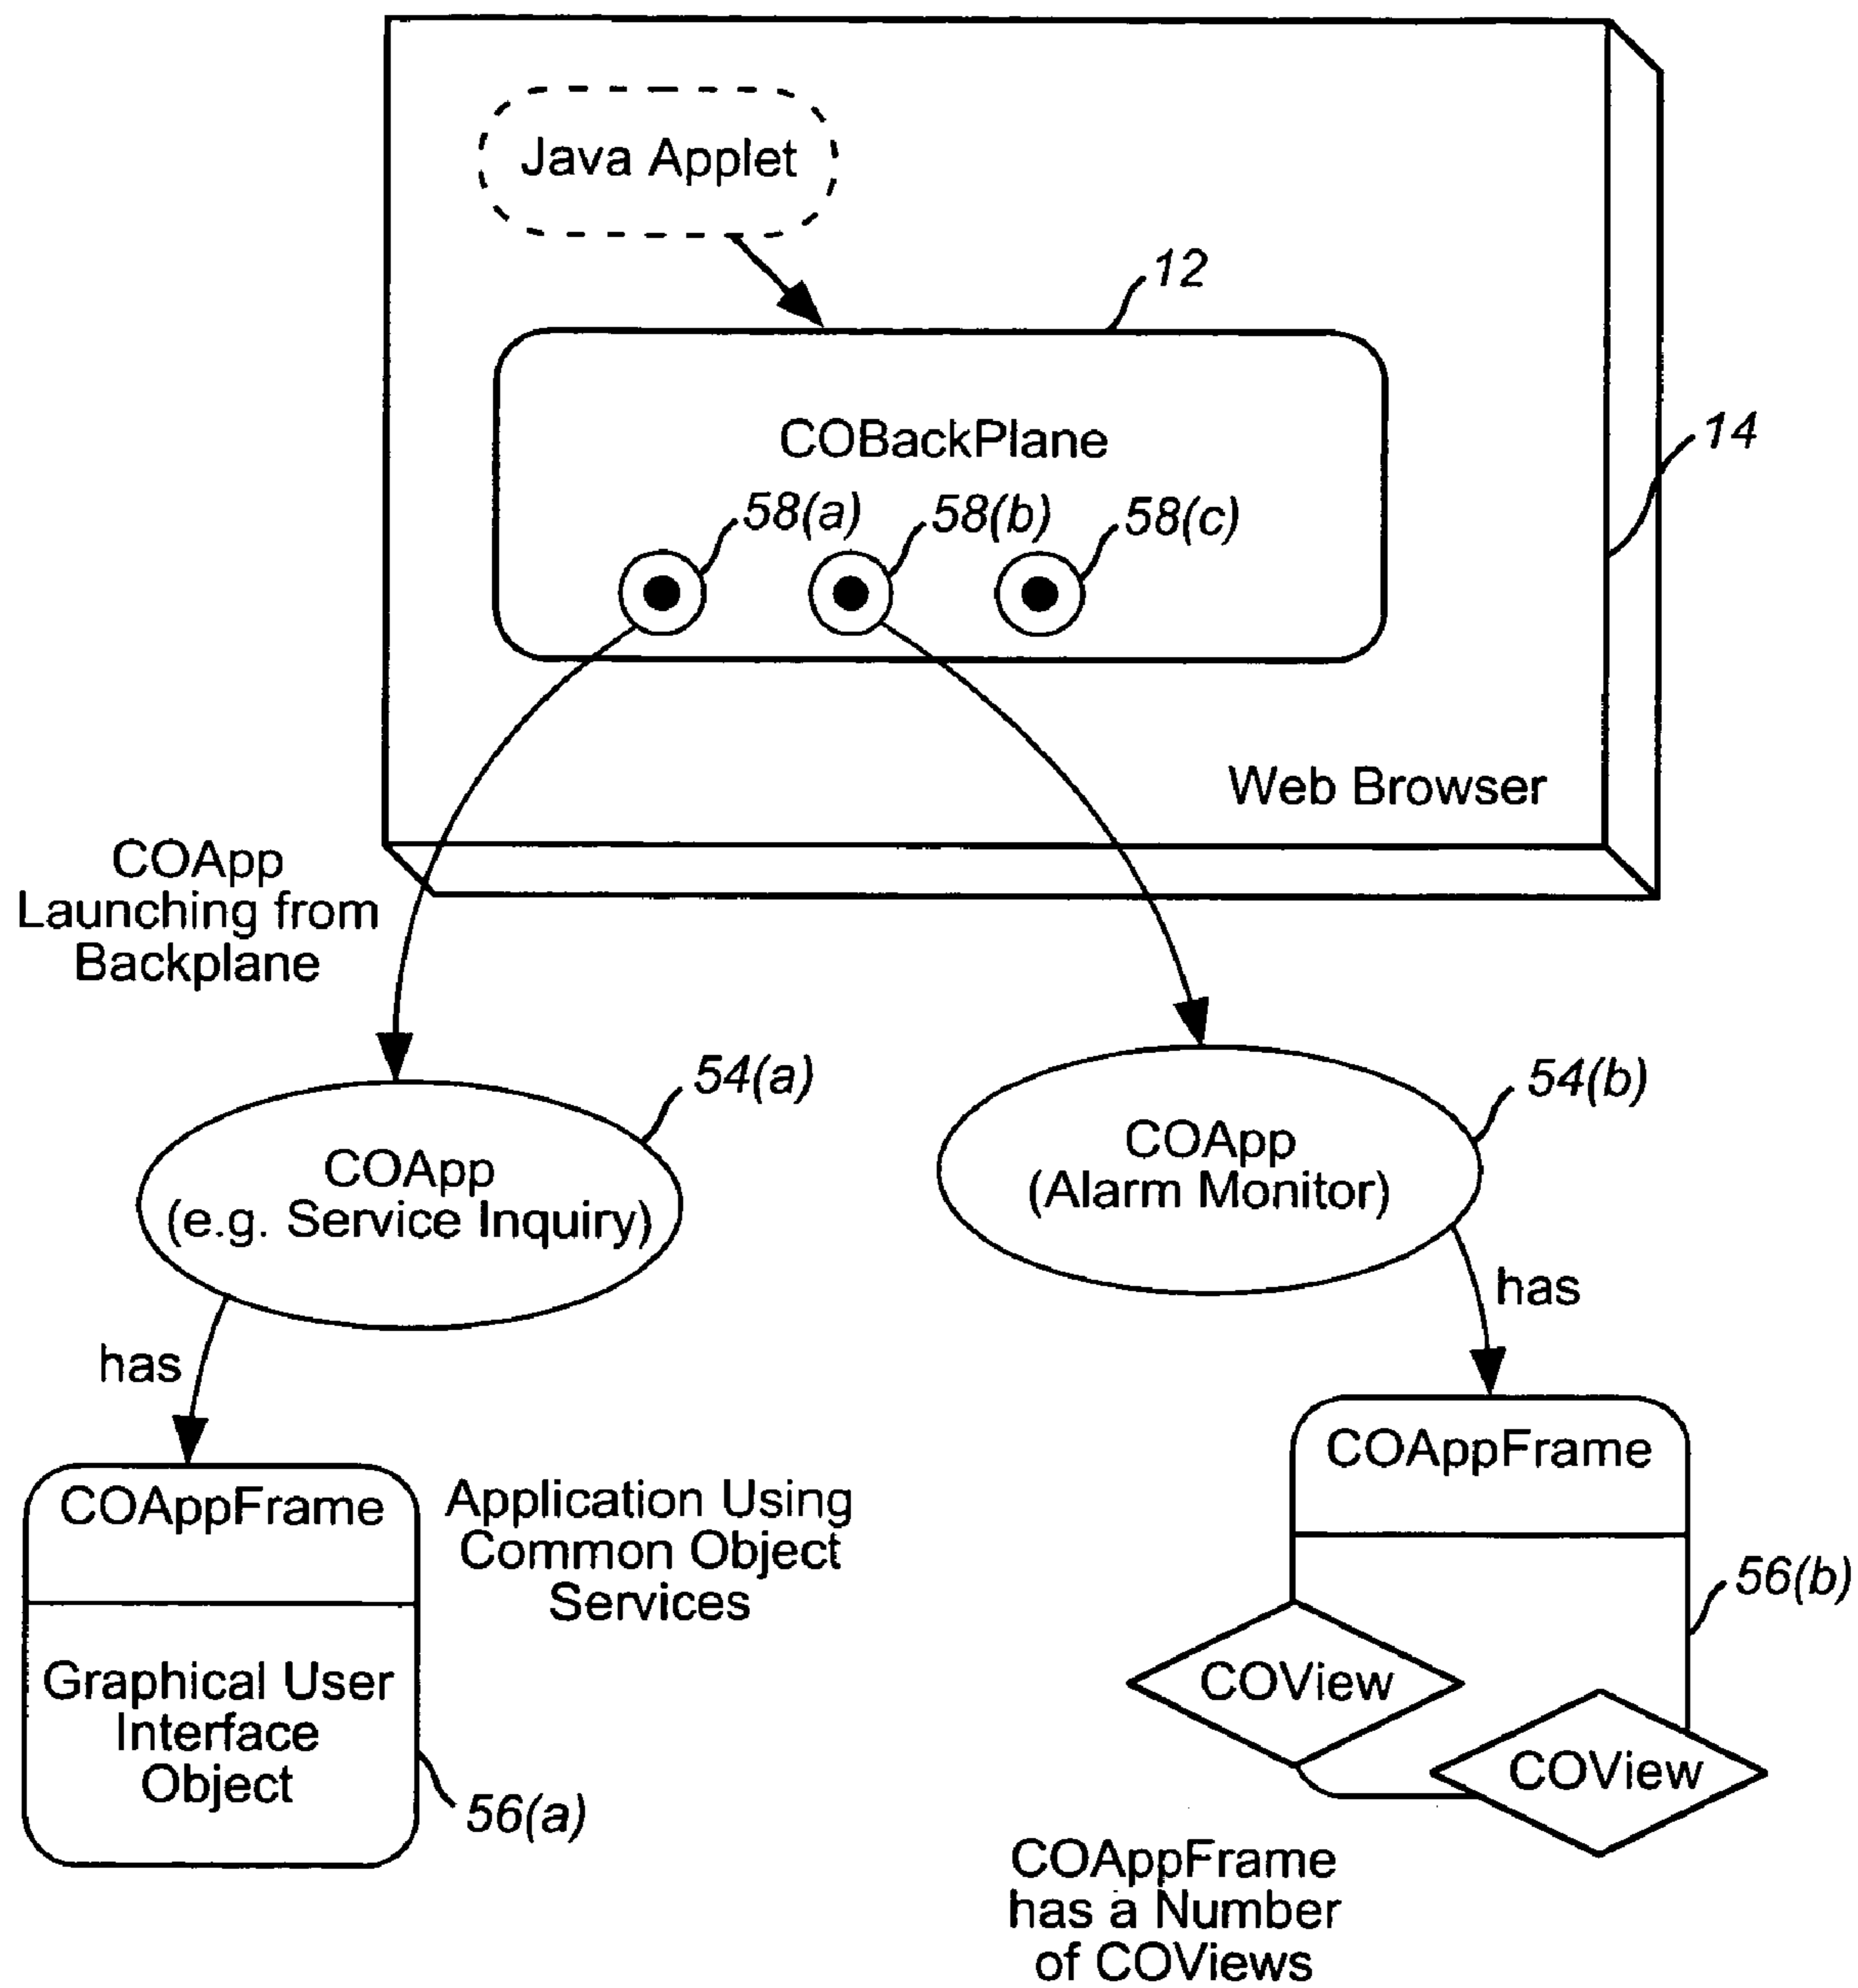 Java Applet
12
COBackPlane
14
58(a)
58(b)
58(c)
Web Browser
COApp
Launching from
Backplane
54(a)
54(b)
COApp
(e.g. Service Inquiry)
COApp
(Alarm Monitor)
has
has
COAppFrame
Application Using
Common Object
Services
COAppFrame
56(b)
Graphical User
Interface
Object
56(a)
COView
COView
COAppFrame
has a Number
of COViews